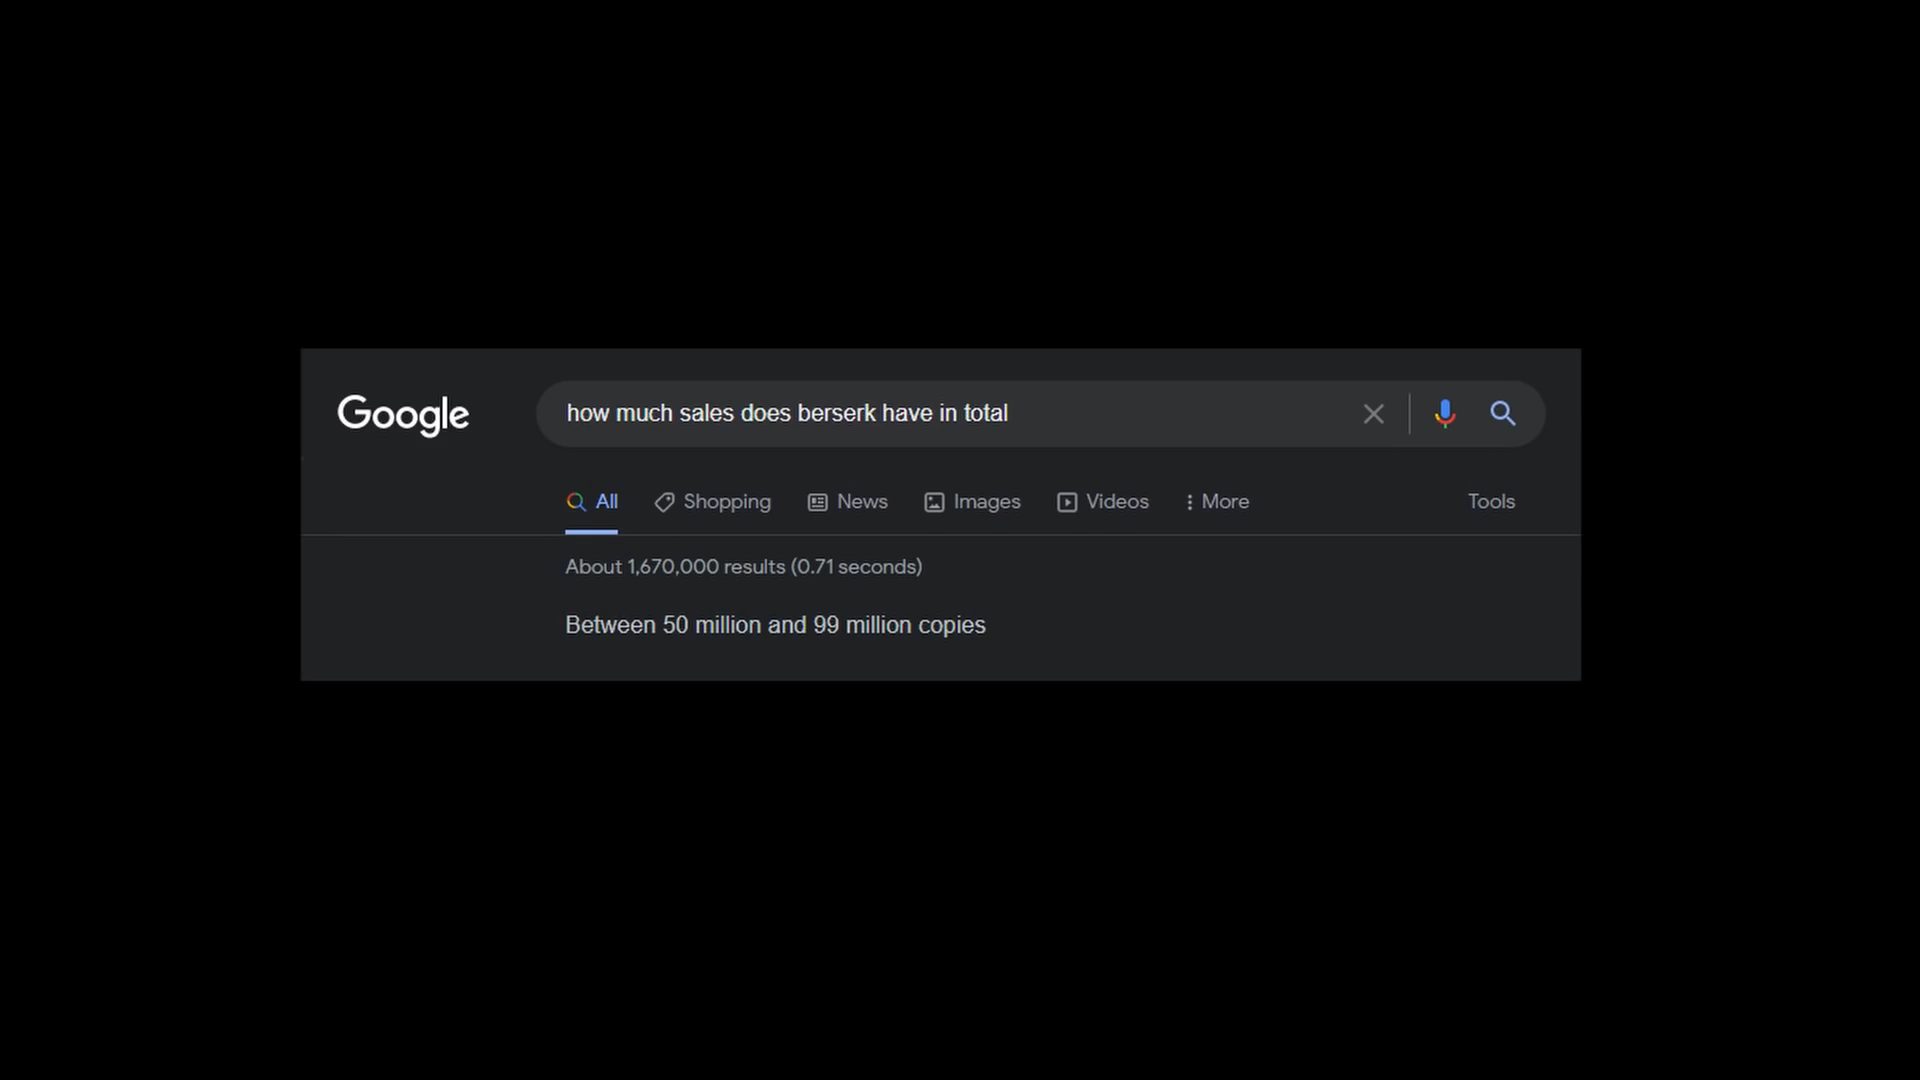 Google
how much sales does berserk have in total
All Shopping News Images Videos More Tools
About 1,670,000 results (0.71 seconds)
Between 50 million and 99 million copies